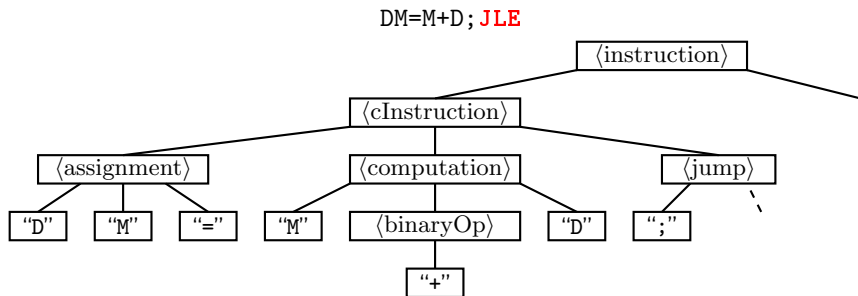 DM=M+D;JLE
⟨instruction⟩
⟨cInstruction⟩
⟨assignment⟩ ⟨computation⟩ ⟨jump⟩
“D” “M” “=” “M” ⟨binaryOp⟩ “D” “;”
“+”